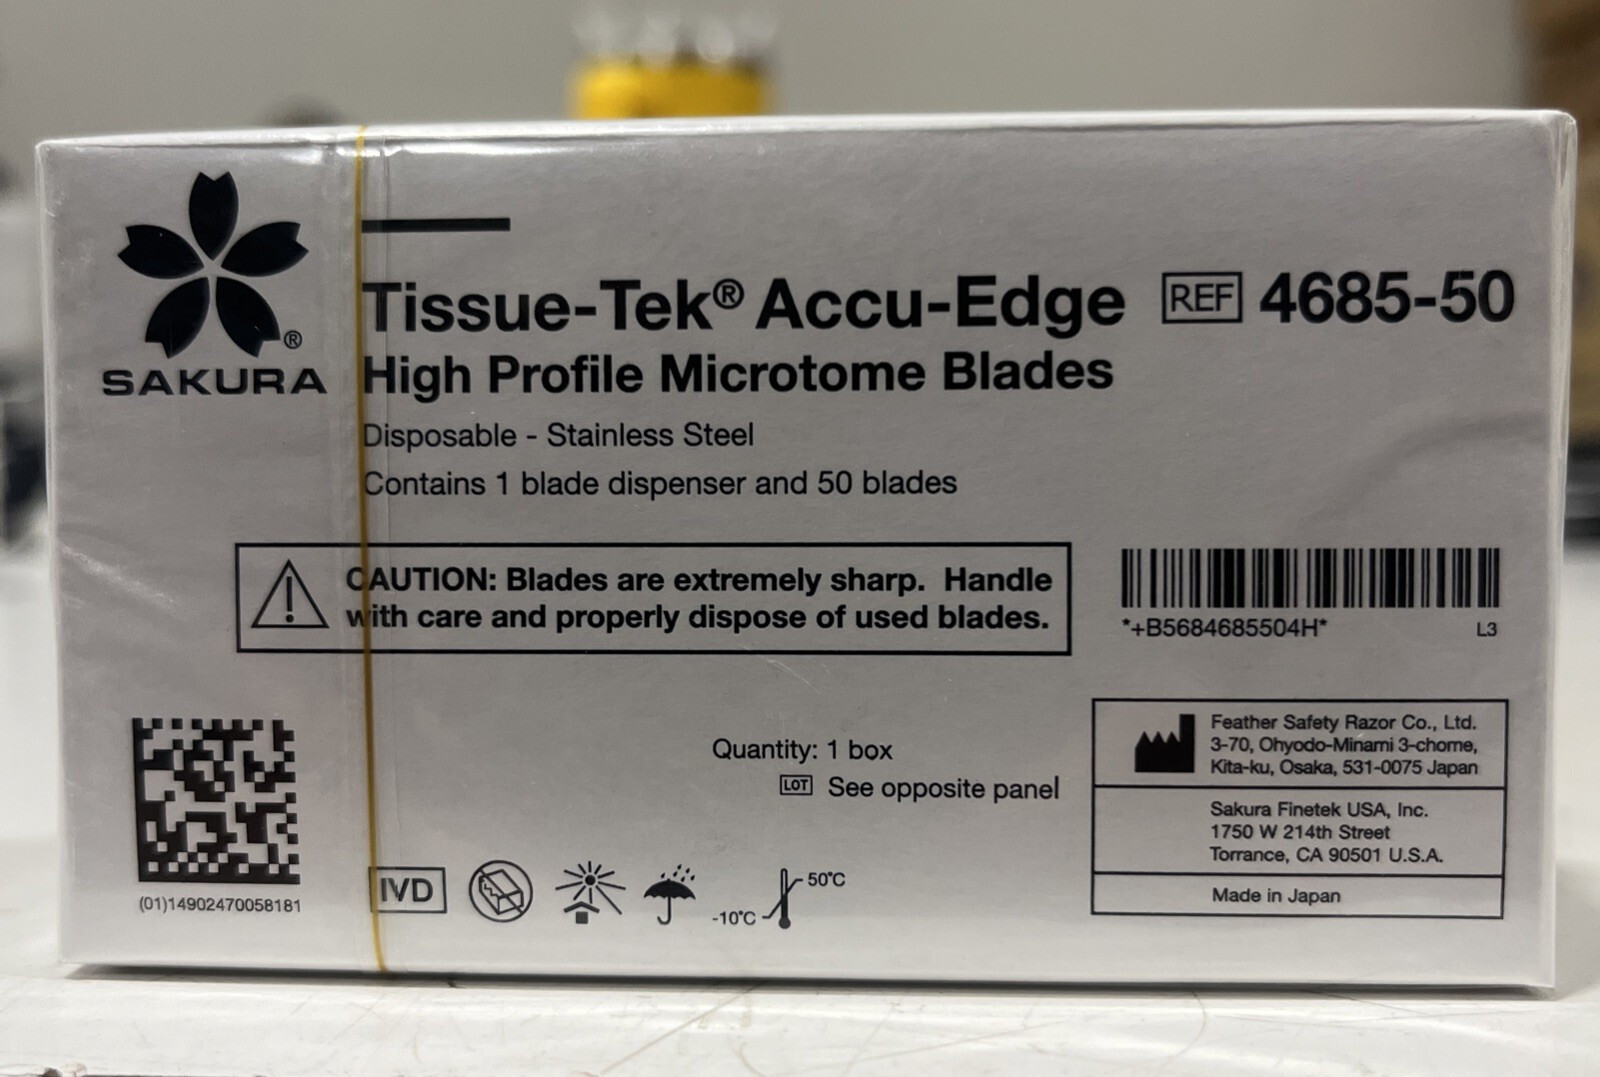 SAKURA®
Tissue-Tek® Accu-Edge REF 4685-50
High Profile Microtome Blades
Disposable - Stainless Steel
Contains 1 blade dispenser and 50 blades
CAUTION: Blades are extremely sharp. Handle
with care and properly dispose of used blades.
*+B5684685504H* L3
(01)14902470058181
Quantity: 1 box
LOT See opposite panel
IVD
-10°C 50°C
Feather Safety Razor Co., Ltd.
3-70, Ohyodo-Minami 3-chome,
Kita-ku, Osaka, 531-0075 Japan
Sakura Finetek USA, Inc.
1750 W 214th Street
Torrance, CA 90501 U.S.A.
Made in Japan